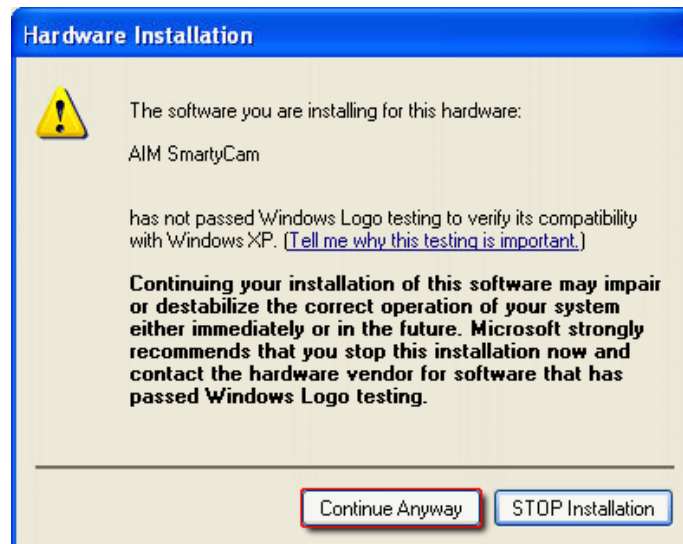 Hardware Installation
The software you are installing for this hardware:
AIM SmartyCam
has not passed Windows Logo testing to verify its compatibility
with Windows XP. (Tell me why this testing is important.)
Continuing your installation of this software may impair
or destabilize the correct operation of your system
either immediately or in the future. Microsoft strongly
recommends that you stop this installation now and
contact the hardware vendor for software that has
passed Windows Logo testing.
Continue Anyway STOP Installation